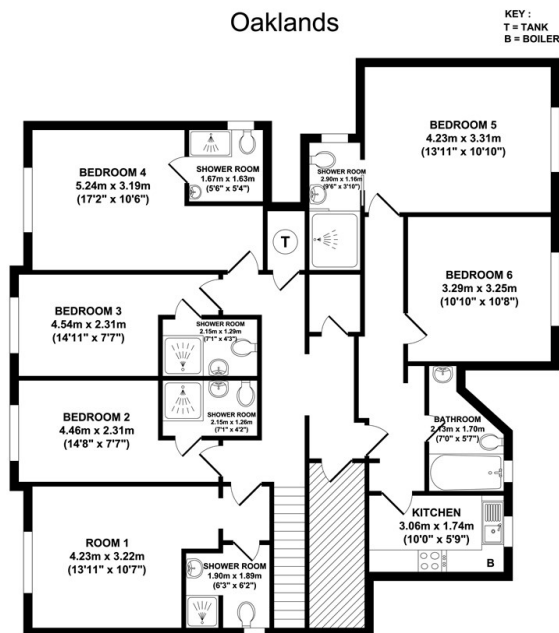 Oaklands
KEY :
T = TANK
B = BOILER
BEDROOM 5
4.23m x 3.31m
(13'11" x 10'10")
BEDROOM 4
5.24m x 3.19m
(17'2" x 10'6")
SHOWER ROOM
1.67m x 1.63m
(5'6" x 5'4")
SHOWER ROOM
2.90m x 1.16m
(9'6" x 3'10")
T
BEDROOM 6
3.29m x 3.25m
(10'10" x 10'8")
BEDROOM 3
4.54m x 2.31m
(14'11" x 7'7")
SHOWER ROOM
2.15m x 1.29m
(7'1" x 4'3")
BEDROOM 2
4.46m x 2.31m
(14'8" x 7'7")
SHOWER ROOM
2.15m x 1.26m
(7'1" x 4'2")
BATHROOM
2.13m x 1.70m
(7'0" x 5'7")
KITCHEN
3.06m x 1.74m
(10'0" x 5'9")
B
ROOM 1
4.23m x 3.22m
(13'11" x 10'7")
SHOWER ROOM
1.90m x 1.89m
(6'3" x 6'2")